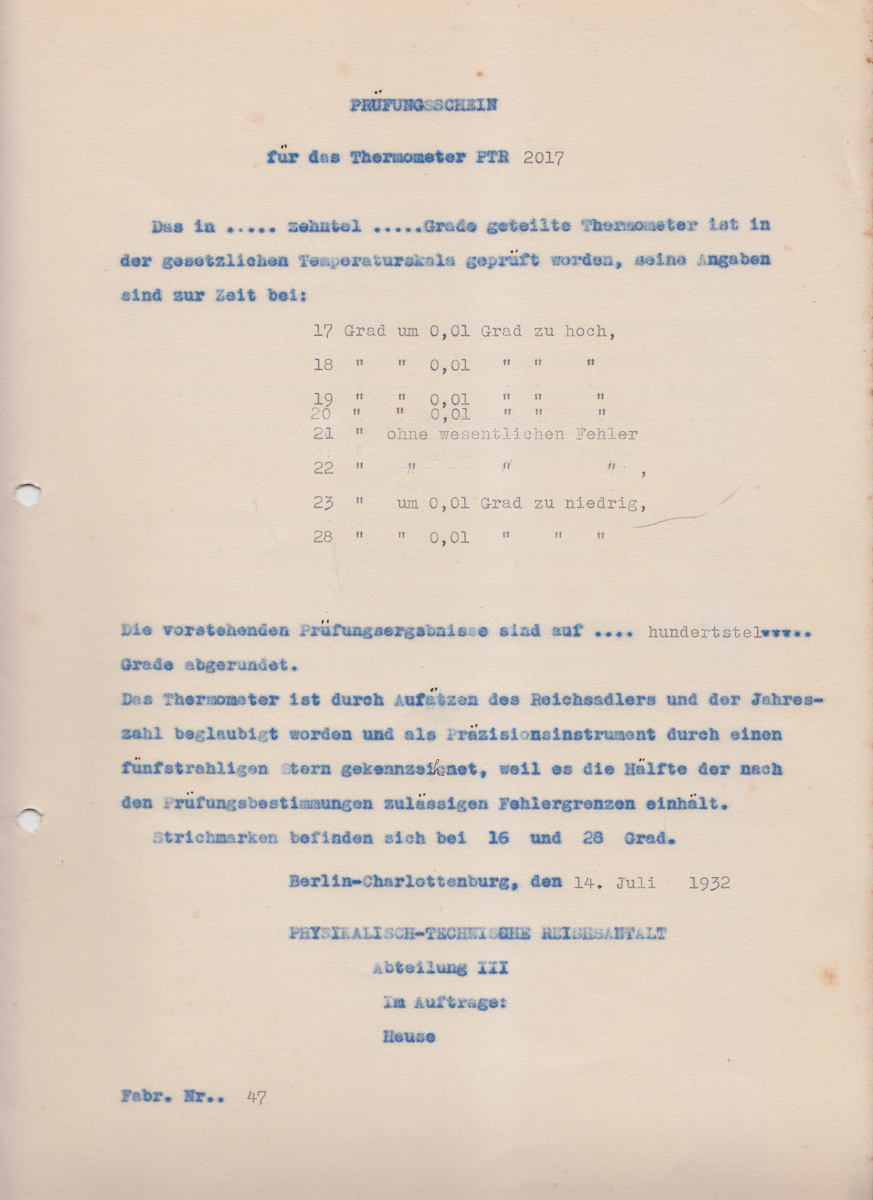 PRÜFUNGSSCHEIN
für das Thermometer PTR 2017
Das in ..... zehntel .....Grade geteilte Thermometer ist in
der gesetzlichen Temperaturskala geprüft worden, seine Angaben
sind zur Zeit bei:
17 Grad um 0,01 Grad zu hoch,
18 " " 0,01 " " "
19 " " 0,01 " " "
20 " " 0,01 " " "
21 " ohne wesentlichen Fehler
22 " " " " ,
23 " um 0,01 Grad zu niedrig,
28 " " 0,01 " " "
Die vorstehenden Prüfungsergebnisse sind auf .... hundertstel.....
Grade abgerundet.
Das Thermometer ist durch Aufätzen des Reichsadlers und der Jahres-
zahl beglaubigt worden und als Präzisionsinstrument durch einen
fünfstrahligen Stern gekennzeichnet, weil es die Hälfte der nach
den Prüfungsbestimmungen zulässigen Fehlergrenzen einhält.
Strichmarken befinden sich bei 16 und 28 Grad.
Berlin-Charlottenburg, den 14. Juli 1932
PHYSIKALISCH-TECHNISCHE REISHSANTALT
Abteilung III
Im Auftrage:
Heuse
Fabr. Nr.. 47